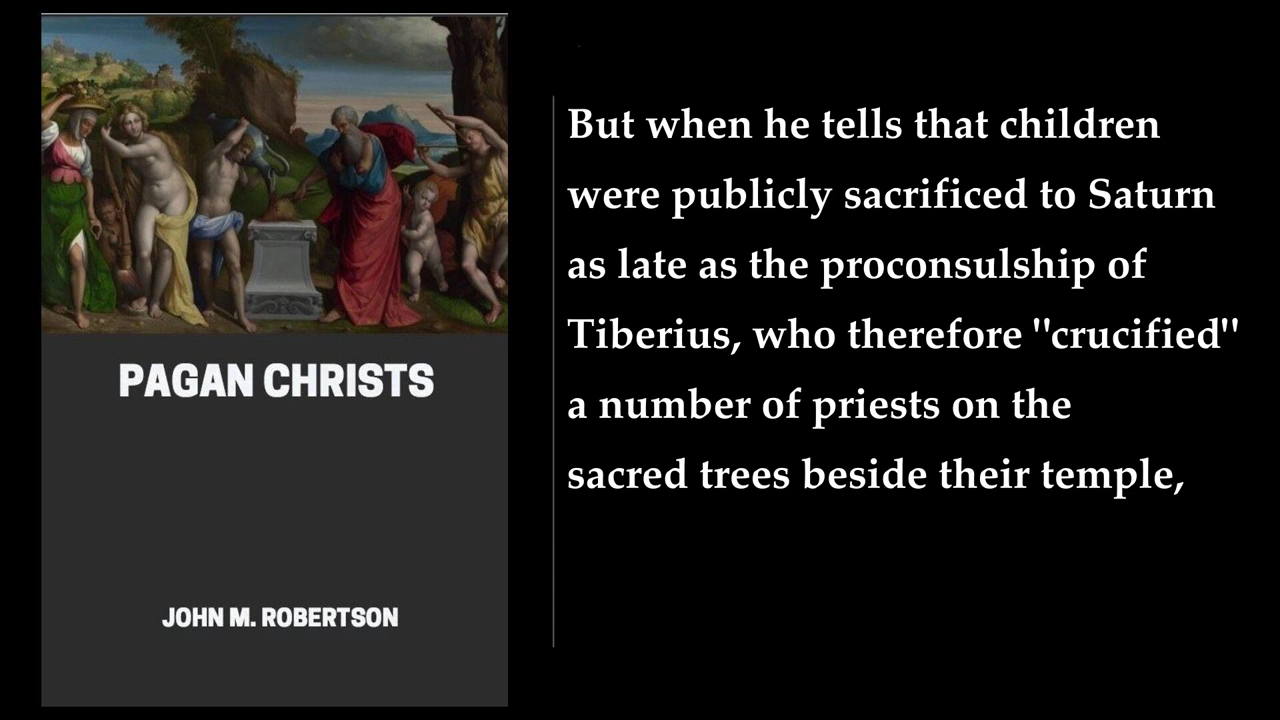 PAGAN CHRISTS
JOHN M. ROBERTSON
But when he tells that children
were publicly sacrificed to Saturn
as late as the proconsulship of
Tiberius, who therefore "crucified"
a number of priests on the
sacred trees beside their temple,